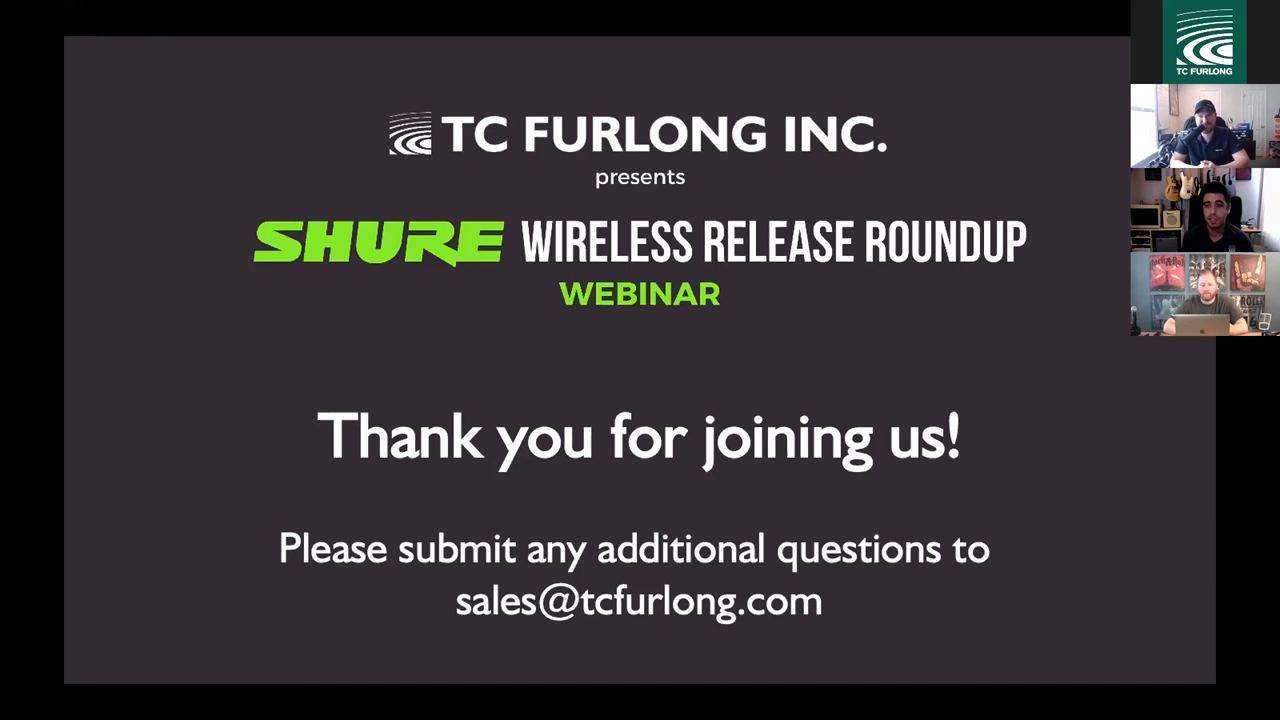 TC FURLONG INC.
presents
SHURE WIRELESS RELEASE ROUNDUP
WEBINAR
Thank you for joining us!
Please submit any additional questions to
sales@tcfurlong.com
TC FURLONG